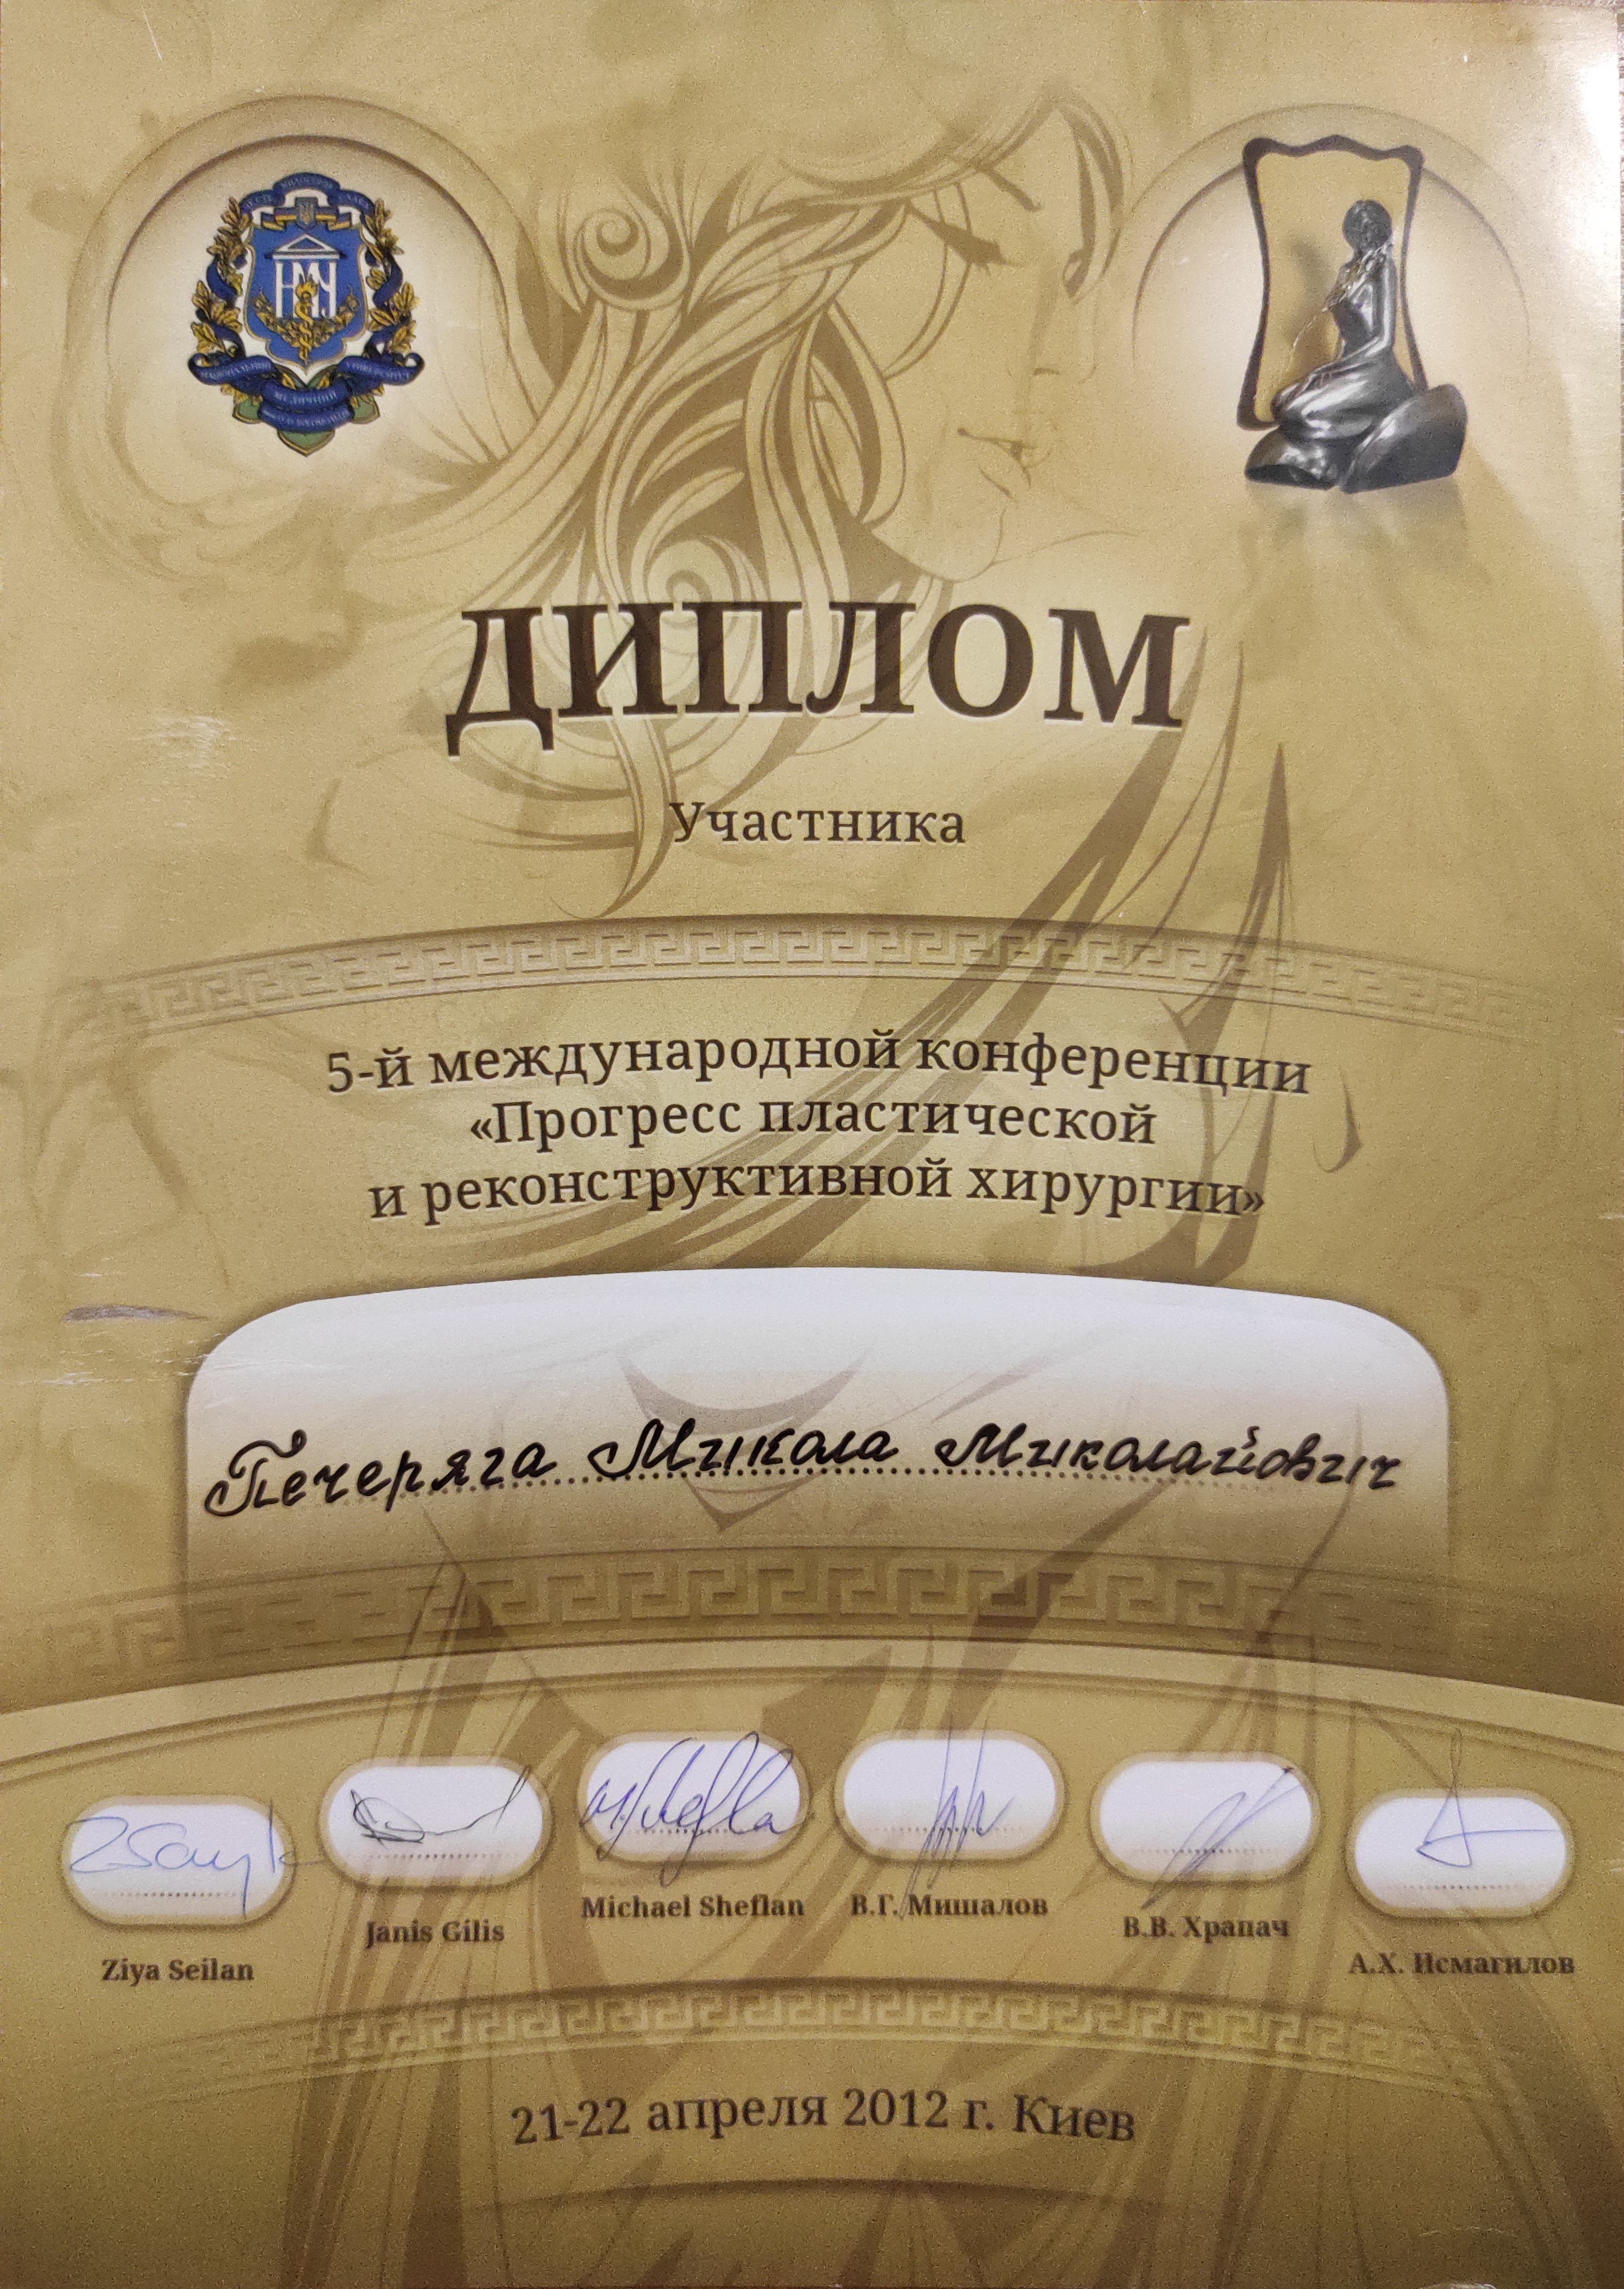 НМУ
ДИПЛОМ
Участника
5-й международной конференции
«Прогресс пластической
и реконструктивной хирургии»
Печеряга Микола Миколайович
Ziya Seilan
Janis Gilis
Michael Sheflan
В.Г. Мишалов
В.В. Храпач
А.Х. Исмагилов
21-22 апреля 2012 г. Киев